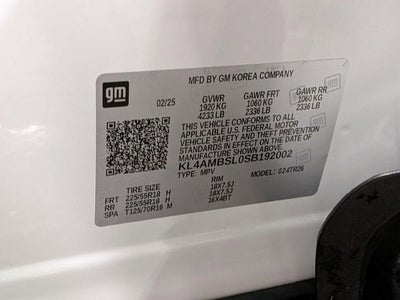 gm
MFD BY GM KOREA COMPANY
02/25 GVWR GAWR FRT GAWR RR
1920 KG 1060 KG 1060 KG
4233 LB 2336 LB 2336 LB
THIS VEHICLE CONFORMS TO ALL
APPLICABLE U.S. FEDERAL MOTOR
VEHICLE SAFETY AND THEFT PREVENTION
STANDARDS IN EFFECT ON THE DATE OF
MANUFACTURE SHOWN ABOVE.
KL4AMBSL0SB192002
TYPE: MPV MODEL: 024TR26
TIRE SIZE RIM
FRT 225/55R18 H 18X7.5J
RR 225/55R18 H 18X7.5J
SPA T125/70R16 M 16X4BT